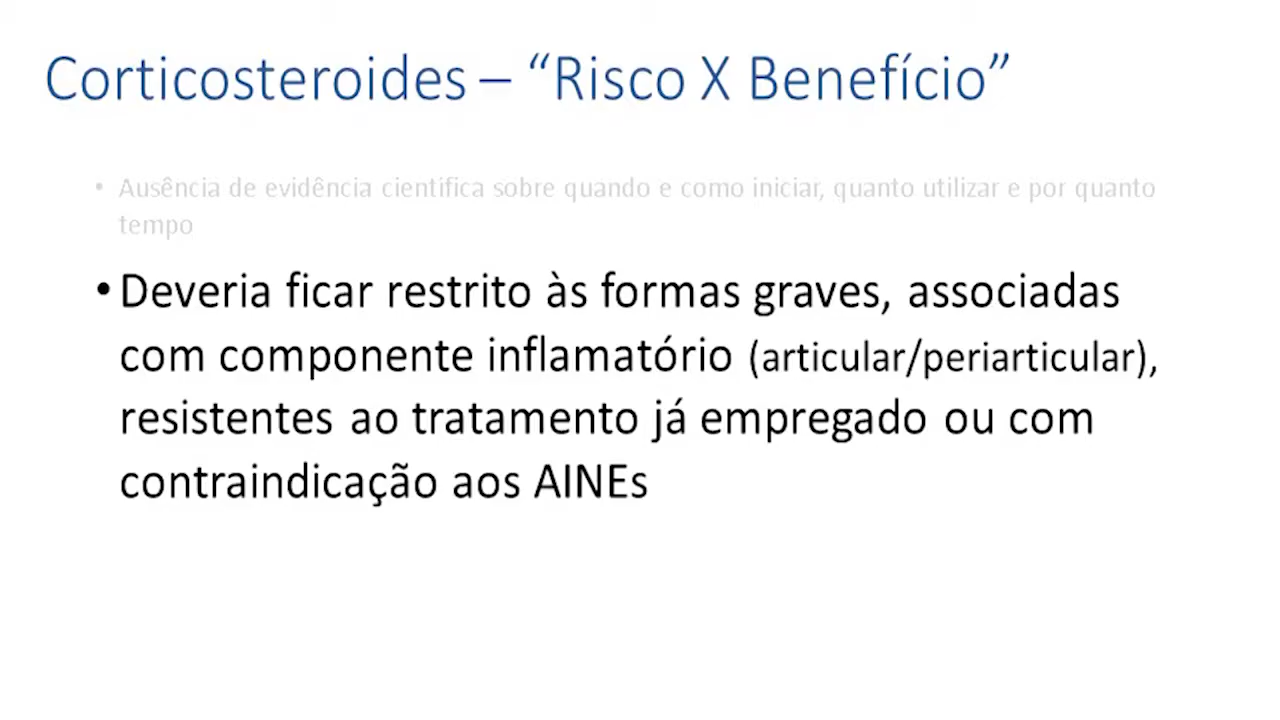 Corticosteroides – “Risco X Benefício”
• Ausência de evidência científica sobre quando e como iniciar, quanto utilizar e por quanto
tempo
• Deveria ficar restrito às formas graves, associadas
com componente inflamatório (articular/periarticular),
resistentes ao tratamento já empregado ou com
contraindicação aos AINEs